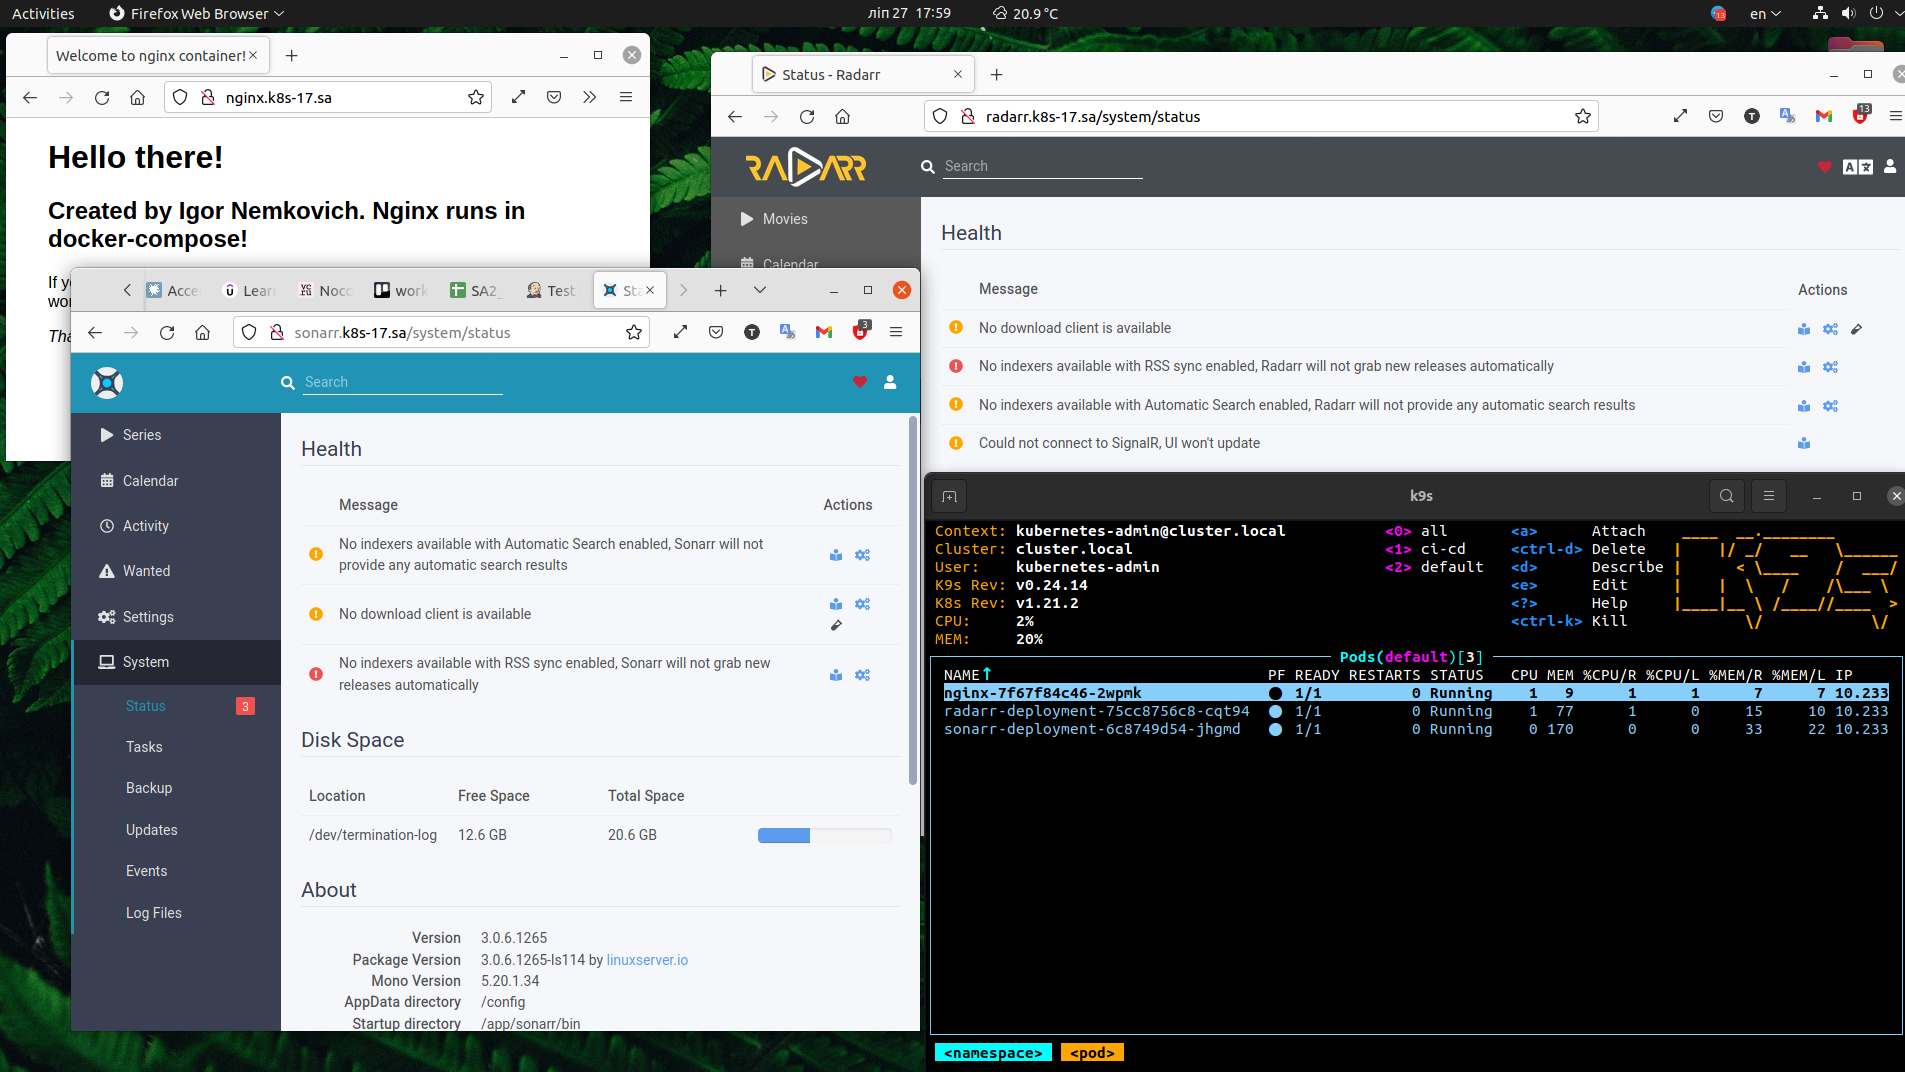 Activities
Firefox Web Browser
ліп 27 17:59
20.9 °C
13
en
Welcome to nginx container!
nginx.k8s-17.sa
Hello there!
Created by Igor Nemkovich. Nginx runs in
docker-compose!
If
Status - Radarr
radarr.k8s-17.sa/system/status
13
RADARR
Search
Movies
Calendar
Health
Message
Actions
No download client is available
No indexers available with RSS sync enabled, Radarr will not grab new releases automatically
No indexers available with Automatic Search enabled, Radarr will not provide any automatic search results
Could not connect to SignalR, UI won't update
Acce
Lear
Noco
work
SA2_
Test
Sta
sonarr.k8s-17.sa/system/status
3
Search
Series
Calendar
Activity
Wanted
Settings
System
Status
3
Tasks
Backup
Updates
Events
Log Files
Health
Message
Actions
No indexers available with Automatic Search enabled, Sonarr will not
provide any automatic search results
No download client is available
No indexers available with RSS sync enabled, Sonarr will not grab new
releases automatically
Disk Space
Location Free Space Total Space
/dev/termination-log 12.6 GB 20.6 GB
About
Version 3.0.6.1265
Package Version 3.0.6.1265-ls114 by linuxserver.io
Mono Version 5.20.1.34
AppData directory /config
Startup directory /app/sonarr/bin
k9s
Context: kubernetes-admin@cluster.local <0> all <a> Attach
Cluster: cluster.local <1> ci-cd <ctrl-d> Delete
User: kubernetes-admin <2> default <d> Describe
K9s Rev: v0.24.14 <e> Edit
K8s Rev: v1.21.2 <?> Help
CPU: 2% <ctrl-k> Kill
MEM: 20%
Pods(default)[3]
NAME↑ PF READY RESTARTS STATUS CPU MEM %CPU/R %CPU/L %MEM/R %MEM/L IP
nginx-7f67f84c46-2wpmk ● 1/1 0 Running 1 9 1 1 7 7 10.233
radarr-deployment-75cc8756c8-cqt94 ● 1/1 0 Running 1 77 1 0 15 10 10.233
sonarr-deployment-6c8749d54-jhgmd ● 1/1 0 Running 0 170 0 0 33 22 10.233
<namespace> <pod>